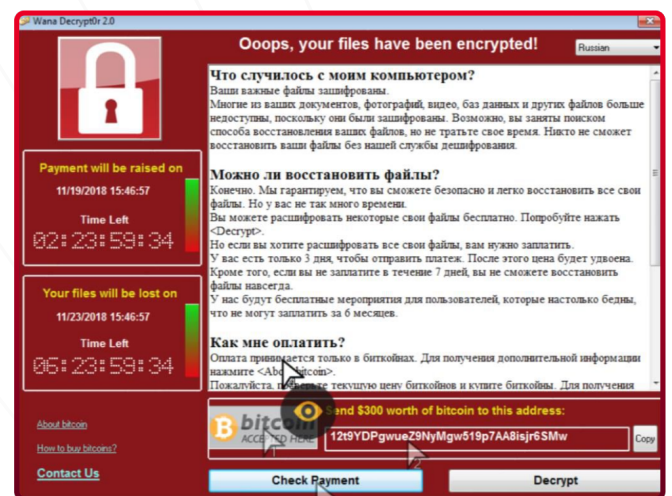 Wana Decrypt0r 2.0
Ooops, your files have been encrypted!
Russian
Что случилось с моим компьютером?
Ваши важные файлы зашифрованы.
Многие из ваших документов, фотографий, видео, баз данных и других файлов больше
недоступны, поскольку они были зашифрованы. Возможно, вы заняты поиском
способа восстановления ваших файлов, но не тратьте свое время. Никто не сможет
восстановить ваши файлы без нашей службы дешифрования.
Можно ли восстановить файлы?
Конечно. Мы гарантируем, что вы сможете безопасно и легко восстановить все свои
файлы. Но у вас не так много времени.
Вы можете расшифровать некоторые свои файлы бесплатно. Попробуйте нажать
<Decrypt>.
Но если вы хотите расшифровать все свои файлы, вам нужно заплатить.
У вас есть только 3 дня, чтобы отправить платеж. После этого цена будет удвоена.
Кроме того, если вы не заплатите в течение 7 дней, вы не сможете восстановить
файлы навсегда.
У нас будут бесплатные мероприятия для пользователей, которые настолько бедны,
что не могут заплатить за 6 месяцев.
Как мне оплатить?
Оплата принимается только в биткойнах. Для получения дополнительной информации
нажмите <About bitcoin>.
Пожалуйста, проверьте текущую цену биткойнов и купите биткойны. Для получения
Payment will be raised on
11/19/2018 15:46:57
Time Left
02:23:59:34
Your files will be lost on
11/23/2018 15:46:57
Time Left
06:23:59:34
About bitcoin
How to buy bitcoins?
Contact Us
bitcoin
ACCEPTED HERE
Send $300 worth of bitcoin to this address:
12t9YDPgwueZ9NyMgw519p7AA8isjr6SMw
Copy
Check Payment
Decrypt